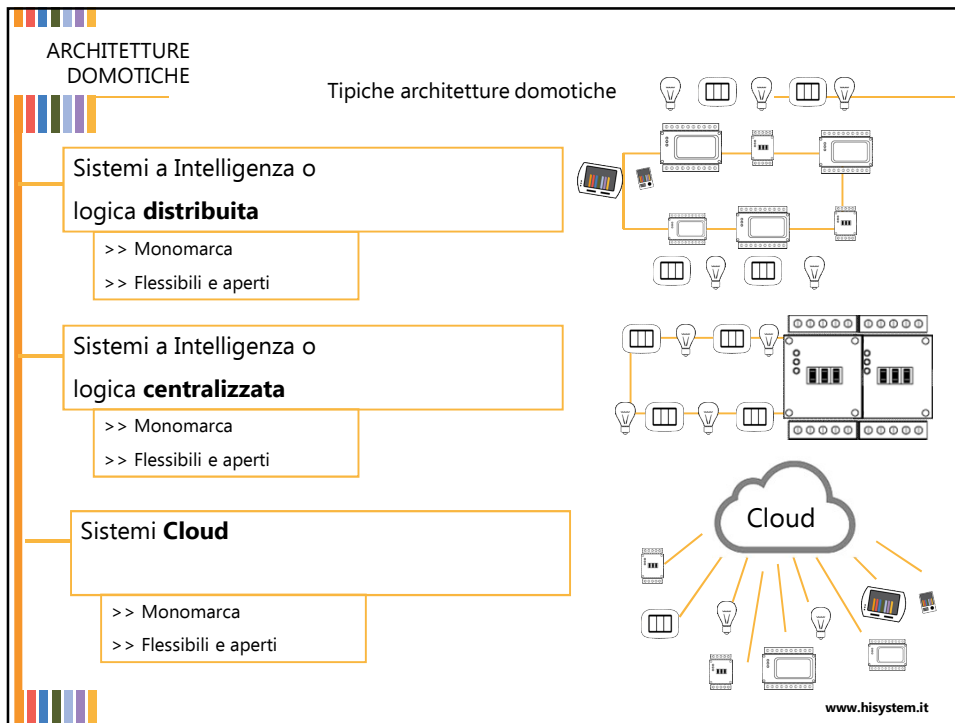 ARCHITETTURE
DOMOTICHE
Tipiche architetture domotiche
Sistemi a Intelligenza o
logica distribuita
>> Monomarca
>> Flessibili e aperti
Sistemi a Intelligenza o
logica centralizzata
>> Monomarca
>> Flessibili e aperti
Sistemi Cloud
>> Monomarca
>> Flessibili e aperti
Cloud
www.hisystem.it